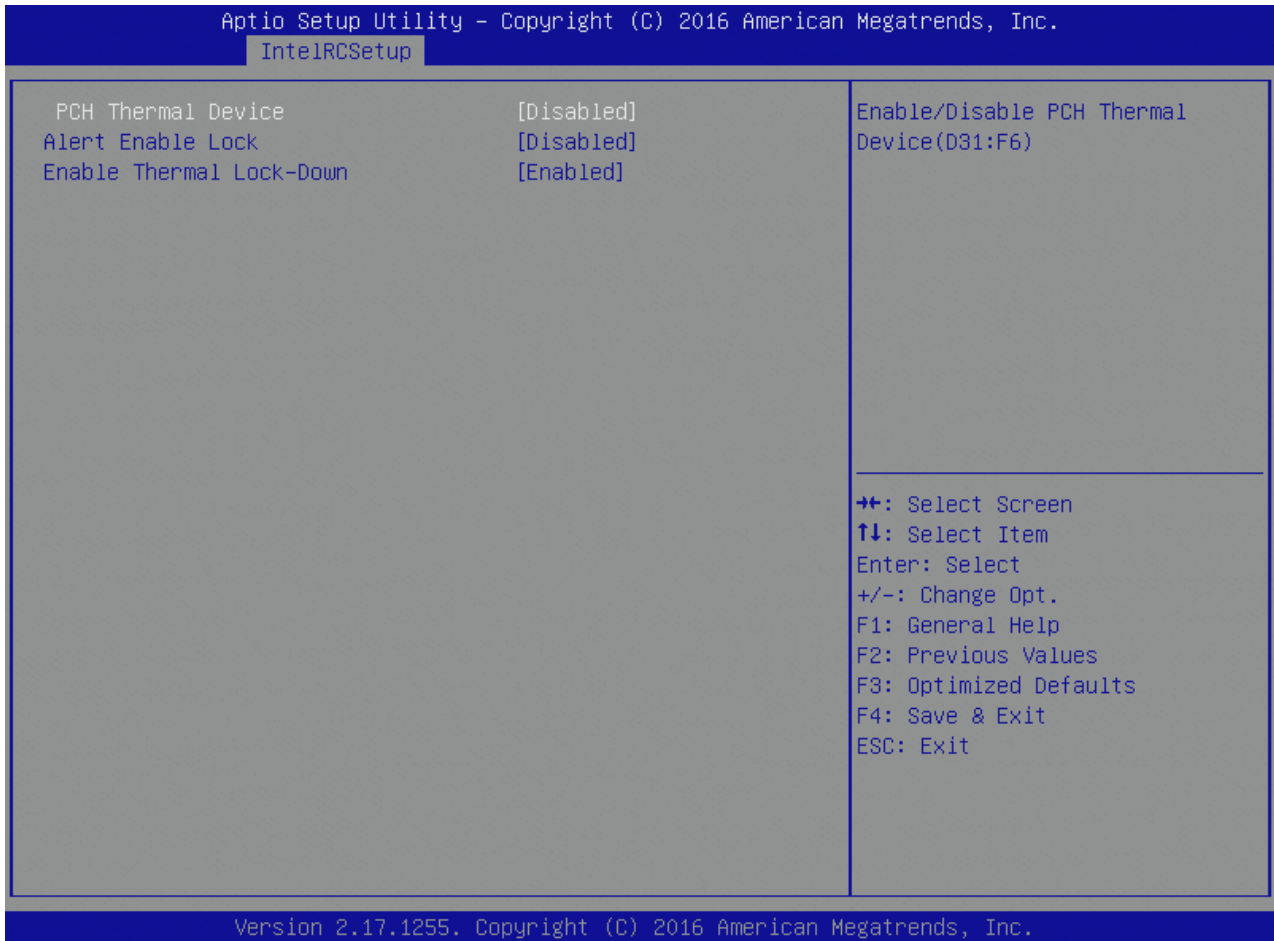 Aptio Setup Utility – Copyright (C) 2016 American Megatrends, Inc.
IntelRCSetup
PCH Thermal Device [Disabled]
Alert Enable Lock [Disabled]
Enable Thermal Lock-Down [Enabled]
Enable/Disable PCH Thermal
Device(D31:F6)
→←: Select Screen
↑↓: Select Item
Enter: Select
+/-: Change Opt.
F1: General Help
F2: Previous Values
F3: Optimized Defaults
F4: Save & Exit
ESC: Exit
Version 2.17.1255. Copyright (C) 2016 American Megatrends, Inc.